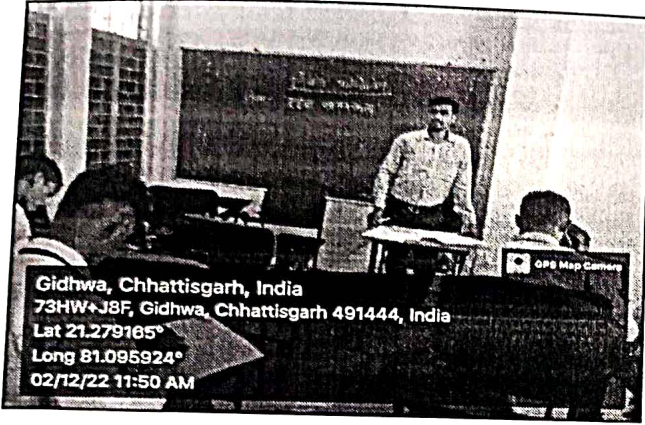 GPS Map Camera
Gidhwa, Chhattisgarh, India
73HW+J8F, Gidhwa, Chhattisgarh 491444, India
Lat 21.279165°
Long 81.095924°
02/12/22 11:50 AM